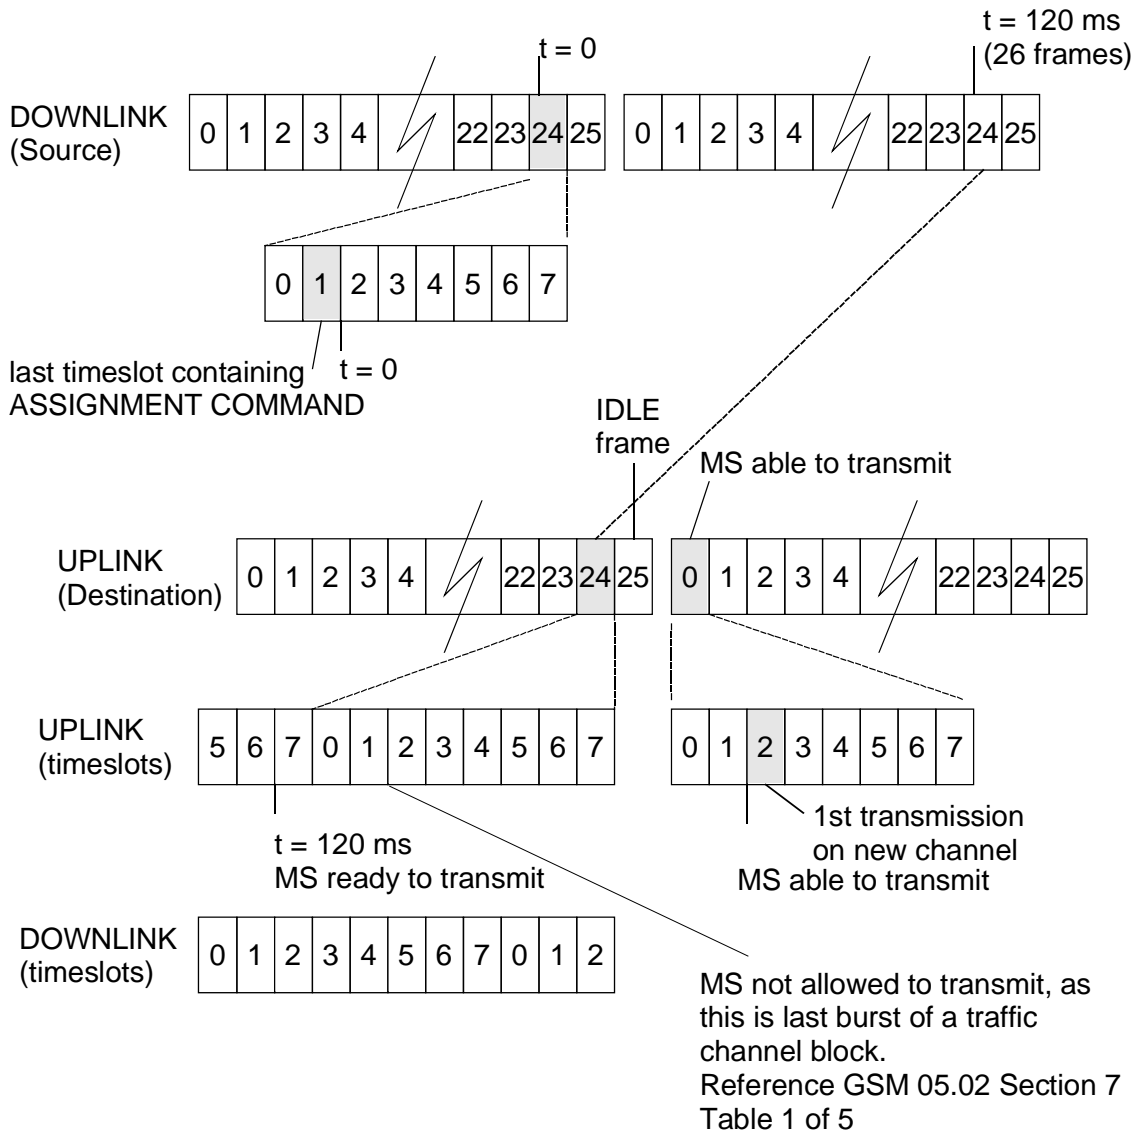 t = 120 ms
(26 frames)
t = 0
DOWNLINK
(Source)
0 1 2 3 4 22 23 24 25 0 1 2 3 4 22 23 24 25
0 1 2 3 4 5 6 7
last timeslot containing
ASSIGNMENT COMMAND
t = 0
IDLE
frame
MS able to transmit
UPLINK
(Destination)
0 1 2 3 4 22 23 24 25 0 1 2 3 4 22 23 24 25
UPLINK
(timeslots)
5 6 7 0 1 2 3 4 5 6 7 0 1 2 3 4 5 6 7
t = 120 ms
MS ready to transmit
1st transmission
on new channel
MS able to transmit
DOWNLINK
(timeslots)
0 1 2 3 4 5 6 7 0 1 2
MS not allowed to transmit, as
this is last burst of a traffic
channel block.
Reference GSM 05.02 Section 7
Table 1 of 5